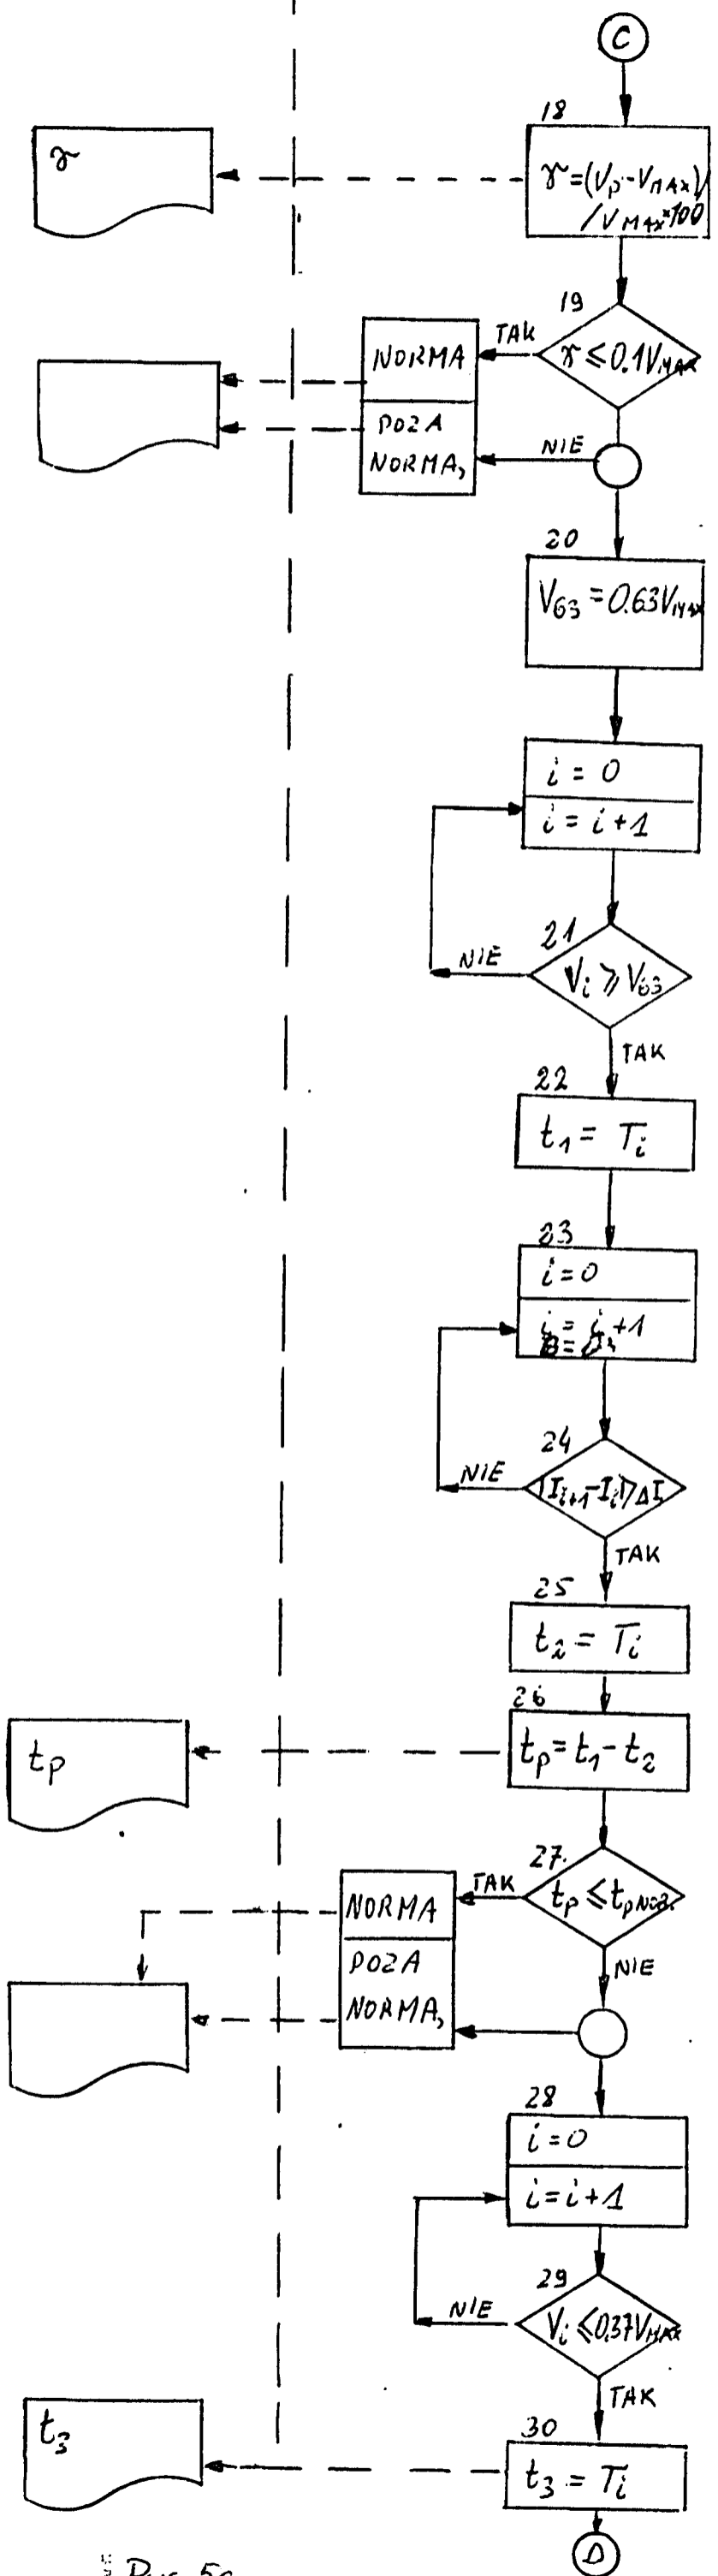 C
18
γ
γ=(Vp-VMAX)/
/VMAX*100
19
TAK
NORMA
γ ≤ 0.1VMAX
POZA
NORMA,
NIE
20
V63 = 0.63VMAX
i = 0
i = i+1
21
NIE
Vi ⩾ V63
TAK
22
t1 = Ti
23
i=0
i = i+1
24
NIE
|Ii+1-Ii|⩾ΔI
TAK
25
t2 = Ti
26
tp
tp=t1-t2
27.
TAK
NORMA
tp ≤ tp
POZA
NORMA,
NIE
28
i=0
i=i+1
29
NIE
Vi ≤0.37VMAX
TAK
30
t3
t3 = Ti
D
Rys. 5c